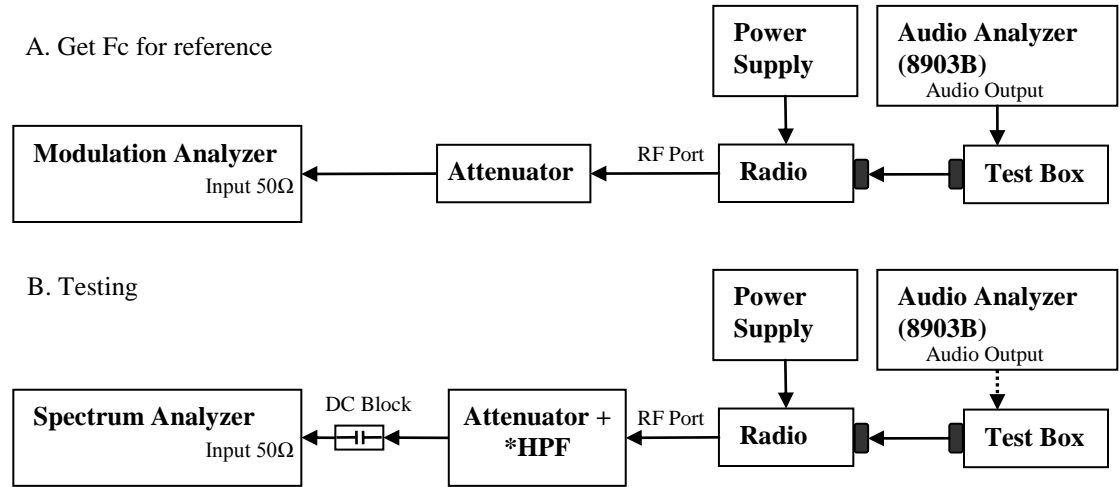 A. Get Fc for reference
Power
Supply
Audio Analyzer
(8903B)
Audio Output
Modulation Analyzer
Input 50Ω
Attenuator
RF Port
Radio
Test Box
B. Testing
Power
Supply
Audio Analyzer
(8903B)
Audio Output
Spectrum Analyzer
Input 50Ω
DC Block
Attenuator +
*HPF
RF Port
Radio
Test Box